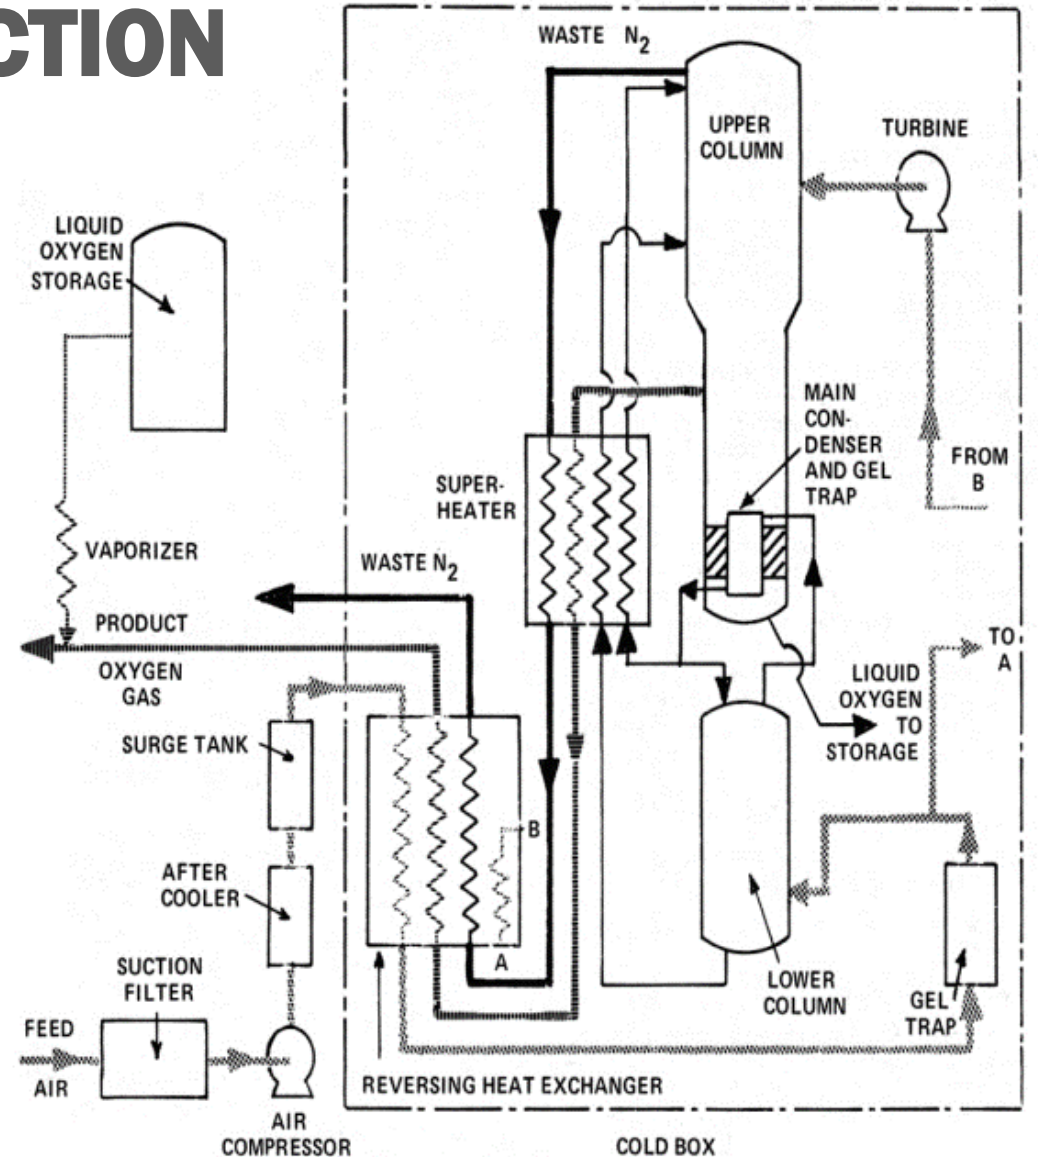 CTION
WASTE N2
UPPER
COLUMN
TURBINE
LIQUID
OXYGEN
STORAGE
MAIN
CON-
DENSER
AND GEL
TRAP
FROM
B
SUPER-
HEATER
VAPORIZER
WASTE N2
PRODUCT
OXYGEN
GAS
TO
A
LIQUID
OXYGEN
TO
STORAGE
SURGE TANK
B
AFTER
COOLER
A
SUCTION
FILTER
LOWER
COLUMN
GEL
TRAP
FEED
AIR
REVERSING HEAT EXCHANGER
AIR
COMPRESSOR
COLD BOX